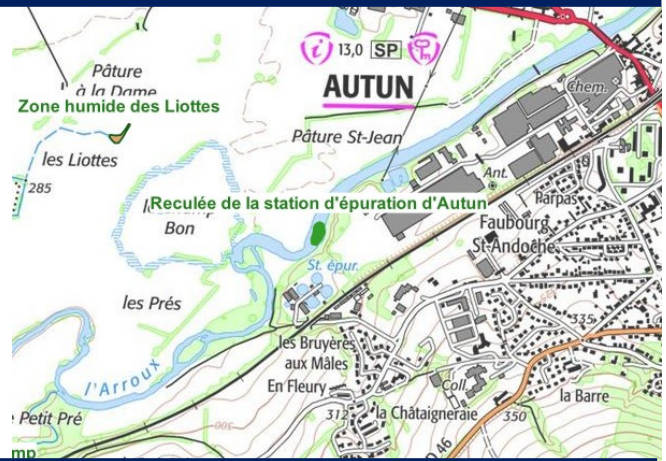 13,0 SP
AUTUN
Chem.
Pâture
à la Dame
Zone humide des Liottes
Pâture St-Jean
les Liottes
285
Ant.
Parpas
Reculée de la station d'épuration d'Autun
Bon
Faubourg
St-Andoche
St. épur.
les Prés
335
l'Arroux
les Bruyères
aux Mâles
En Fleury
Coll.
la Barre
Petit Pré
312
la Châtaigneraie
350
300
D 46
mp